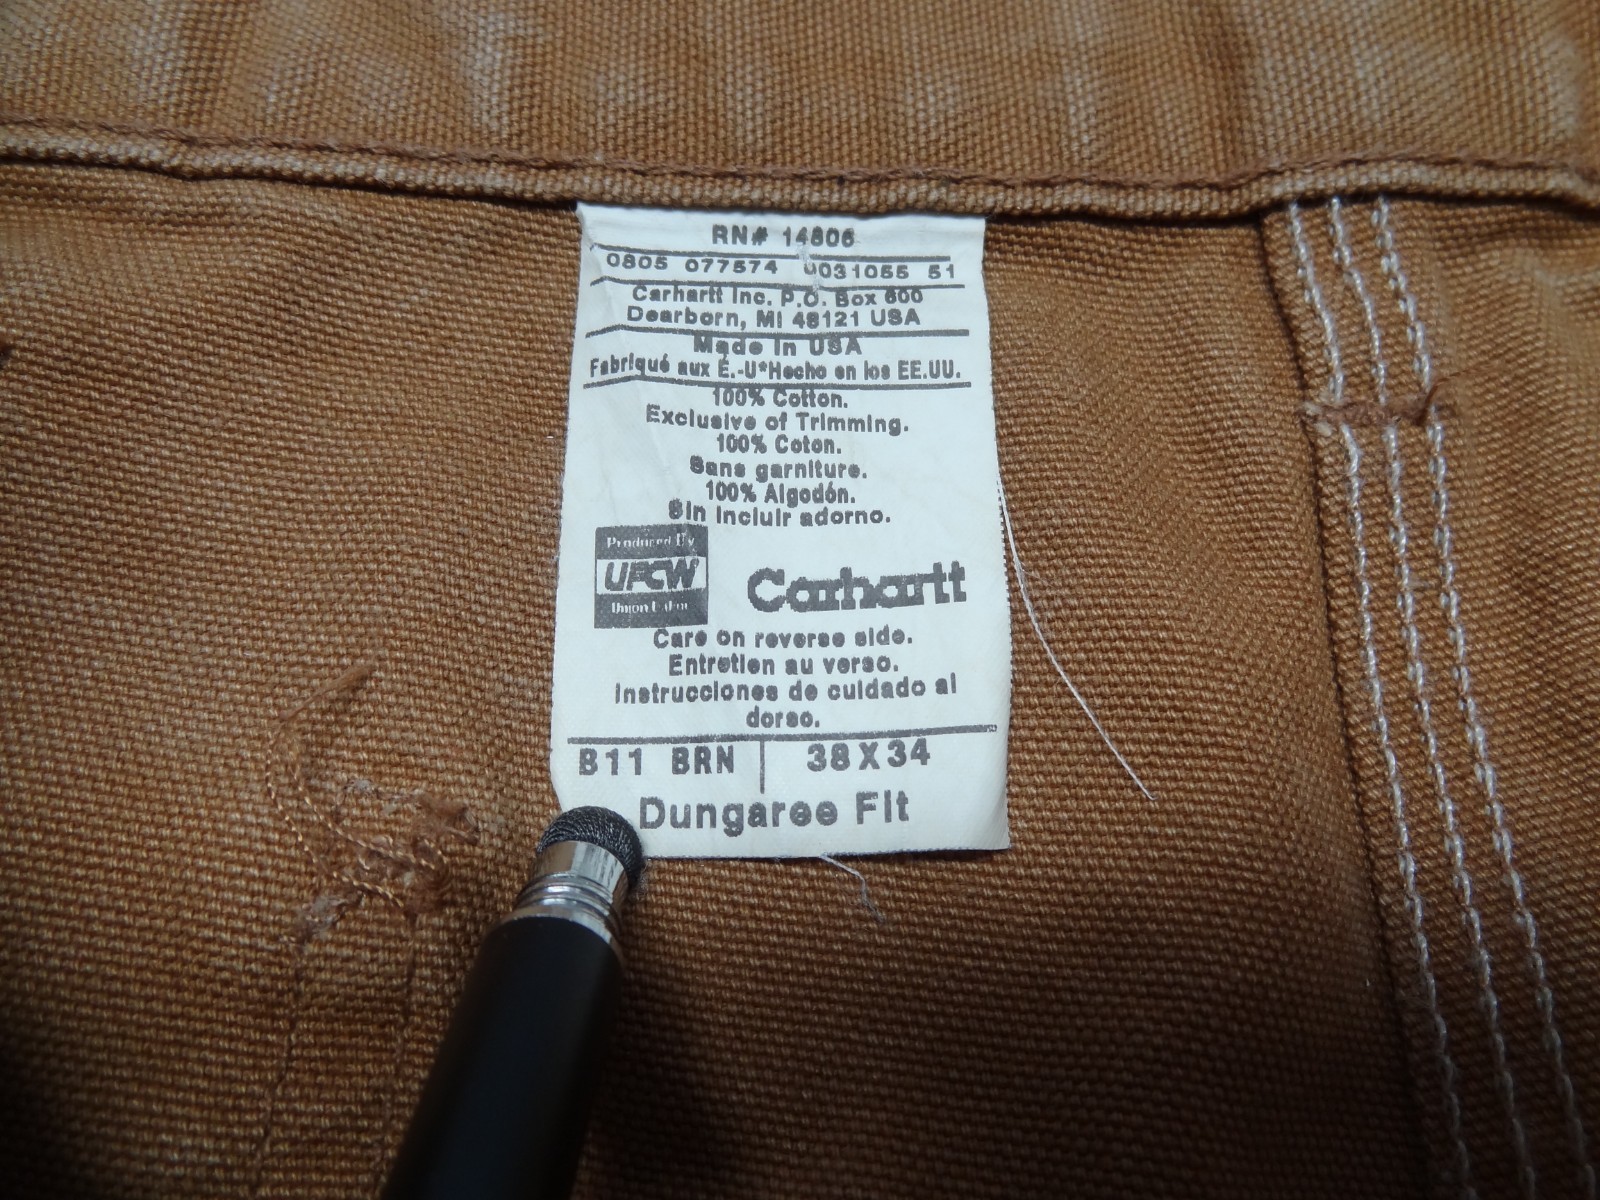 RN# 14806
0805 077574 0031055 51
Carhartt Inc. P.O. Box 600
Dearborn, MI 48121 USA
Made in USA
Fabriqué aux É.-U*Hecho en los EE.UU.
100% Cotton.
Exclusive of Trimming.
100% Coton.
Sans garniture.
100% Algodón.
Sin incluir adorno.
Produced By
UFCW
Union Labor
Carhartt
Care on reverse side.
Entretien au verso.
Instrucciones de cuidado al
dorso.
B11 BRN 38 X 34
Dungaree Fit